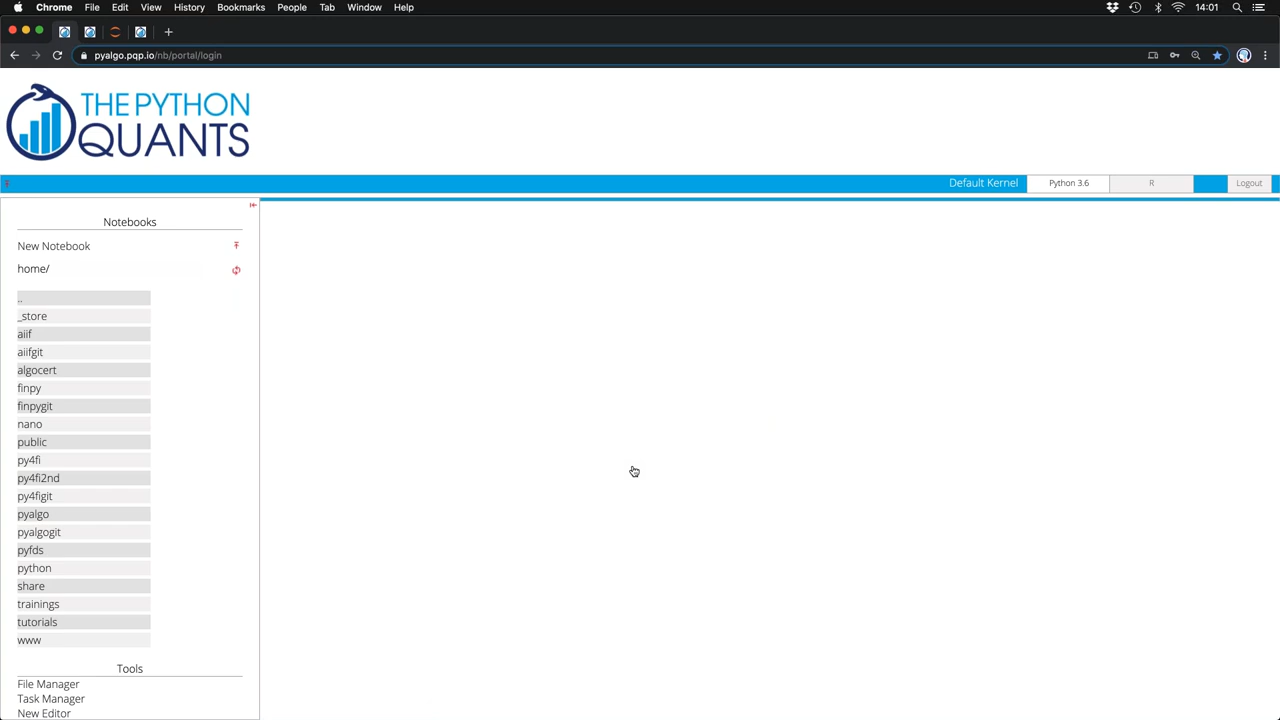 Chrome File Edit View History Bookmarks People Tab Window Help 14:01
pyalgo.pqp.io/nb/portal/login
THE PYTHON
QUANTS
Default Kernel Python 3.6 R Logout
Notebooks
New Notebook
home/
..
_store
aiif
aiifgit
algocert
finpy
finpygit
nano
public
py4fi
py4fi2nd
py4figit
pyalgo
pyalgogit
pyfds
python
share
trainings
tutorials
www
Tools
File Manager
Task Manager
New Editor